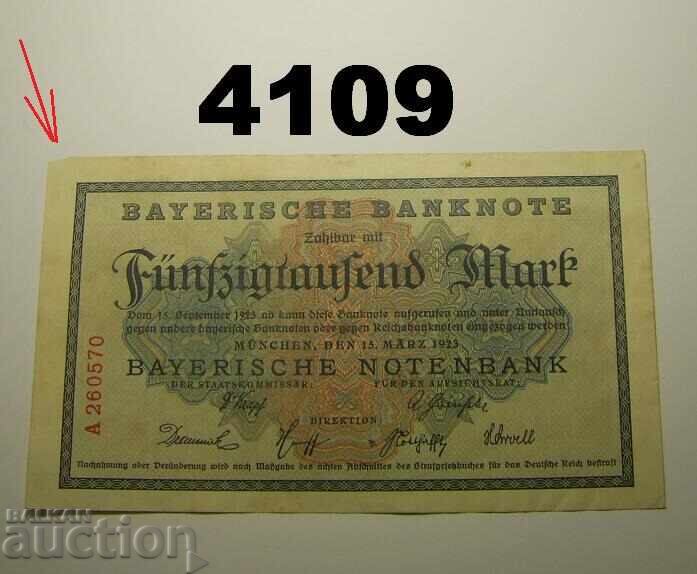 4109
BAYERISCHE BANKNOTE
Zahlbar mit
Fünfzigtausend Mark
Vom 15. September 1923 ab kann diese Banknote aufgerufen und unter Umtausch
gegen andere bayerische Banknoten oder gegen Reichsbanknoten eingezogen werden
MÜNCHEN, DEN 15. MÄRZ 1923
BAYERISCHE NOTENBANK
DER STAATSKOMMISSÄR: FÜR DEN AUFSICHTSRAT:
DIREKTION
A 260570
Nachahmung oder Veränderung wird nach Maßgabe des achten Abschnittes des Strafgesetzbuches für das Deutsche Reich bestraft
BALKAN
auction